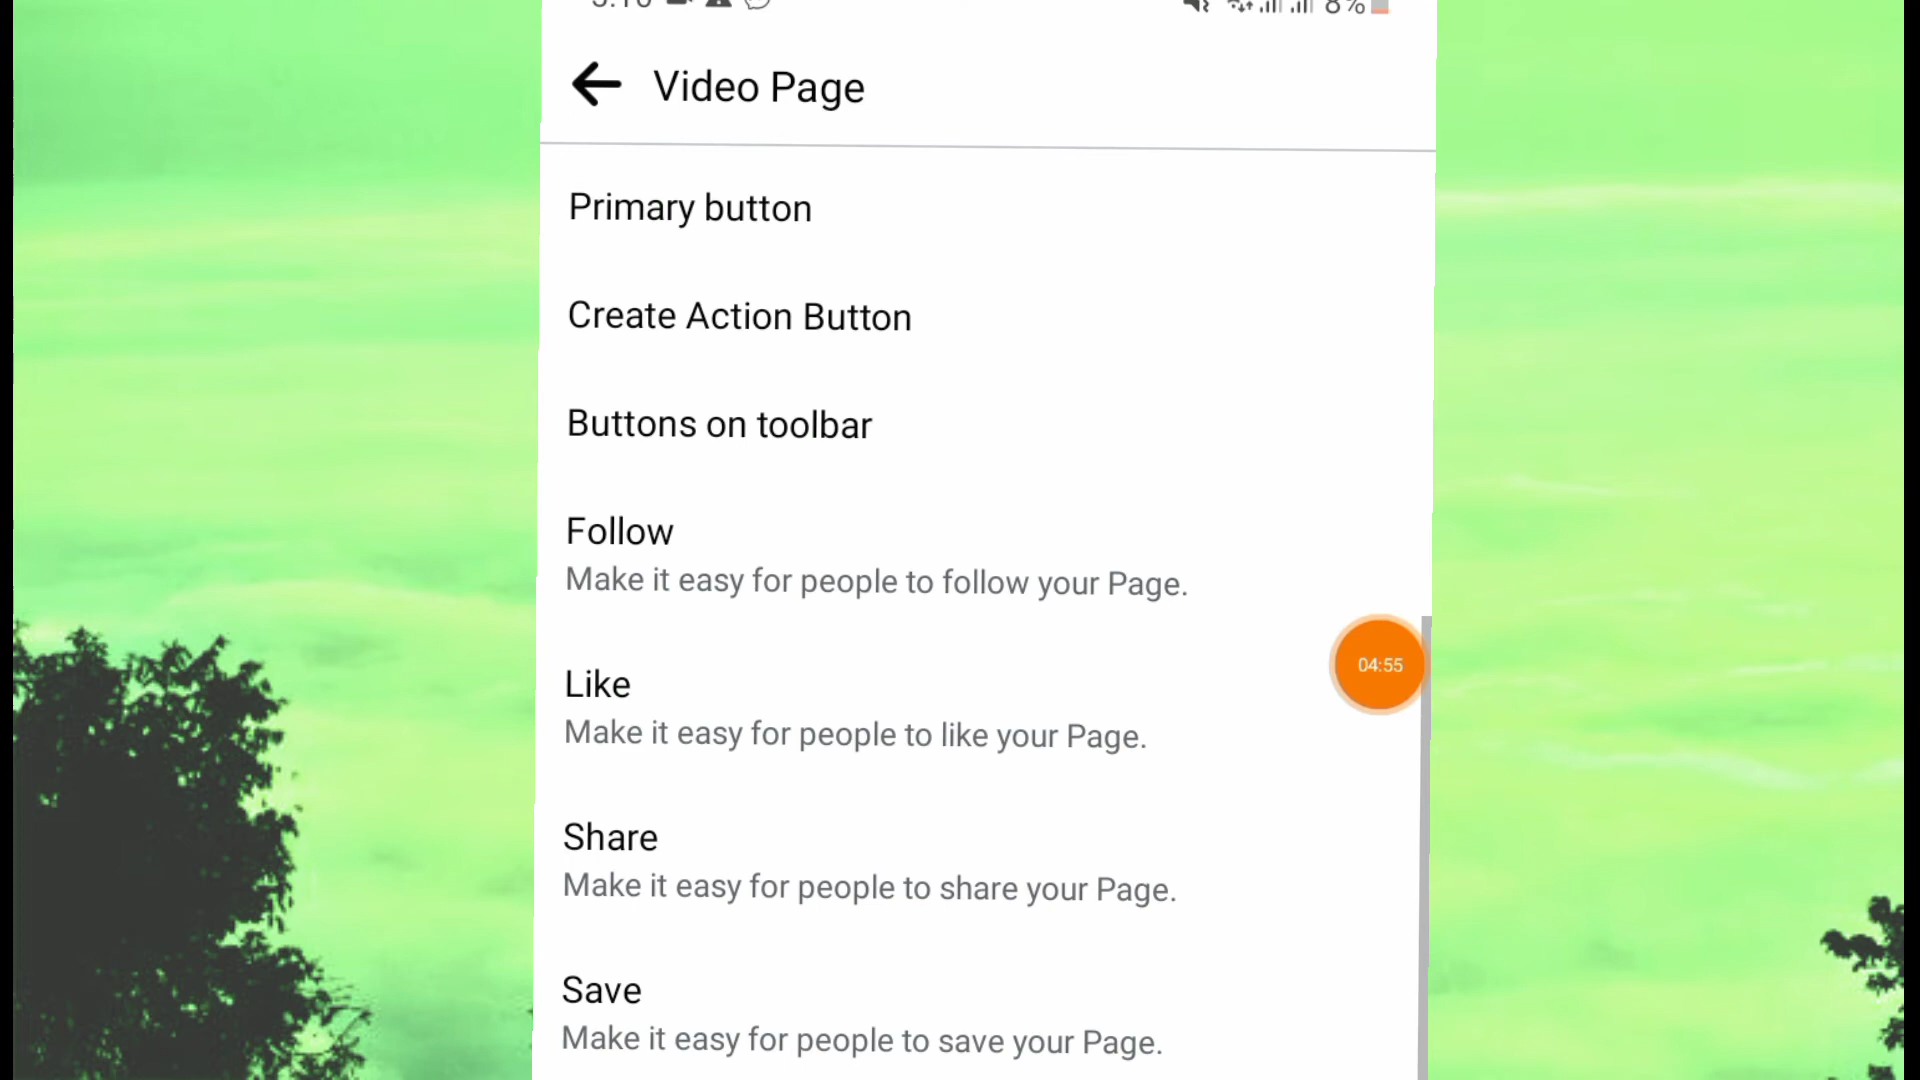 8%
Video Page
Primary button
Create Action Button
Buttons on toolbar
Follow
Make it easy for people to follow your Page.
04:55
Like
Make it easy for people to like your Page.
Share
Make it easy for people to share your Page.
Save
Make it easy for people to save your Page.